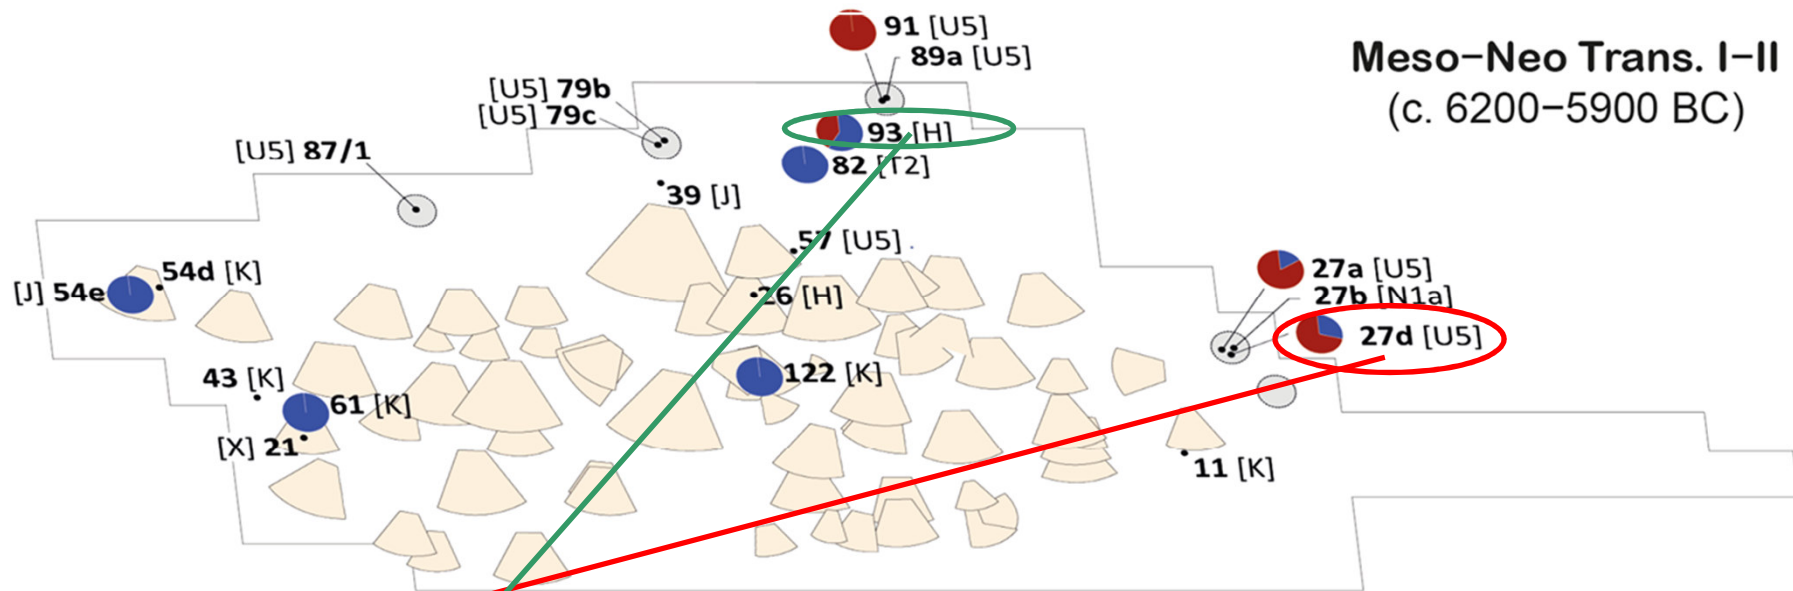 91 [U5]
89a [U5]
Meso–Neo Trans. I–II
(c. 6200–5900 BC)
[U5] 79b
[U5] 79c
93 [H]
[U5] 87/1
82 [T2]
39 [J]
57 [U5]
54d [K]
[J] 54e
26 [H]
27a [U5]
27b [N1a]
27d [U5]
43 [K]
122 [K]
61 [K]
[X] 21
11 [K]